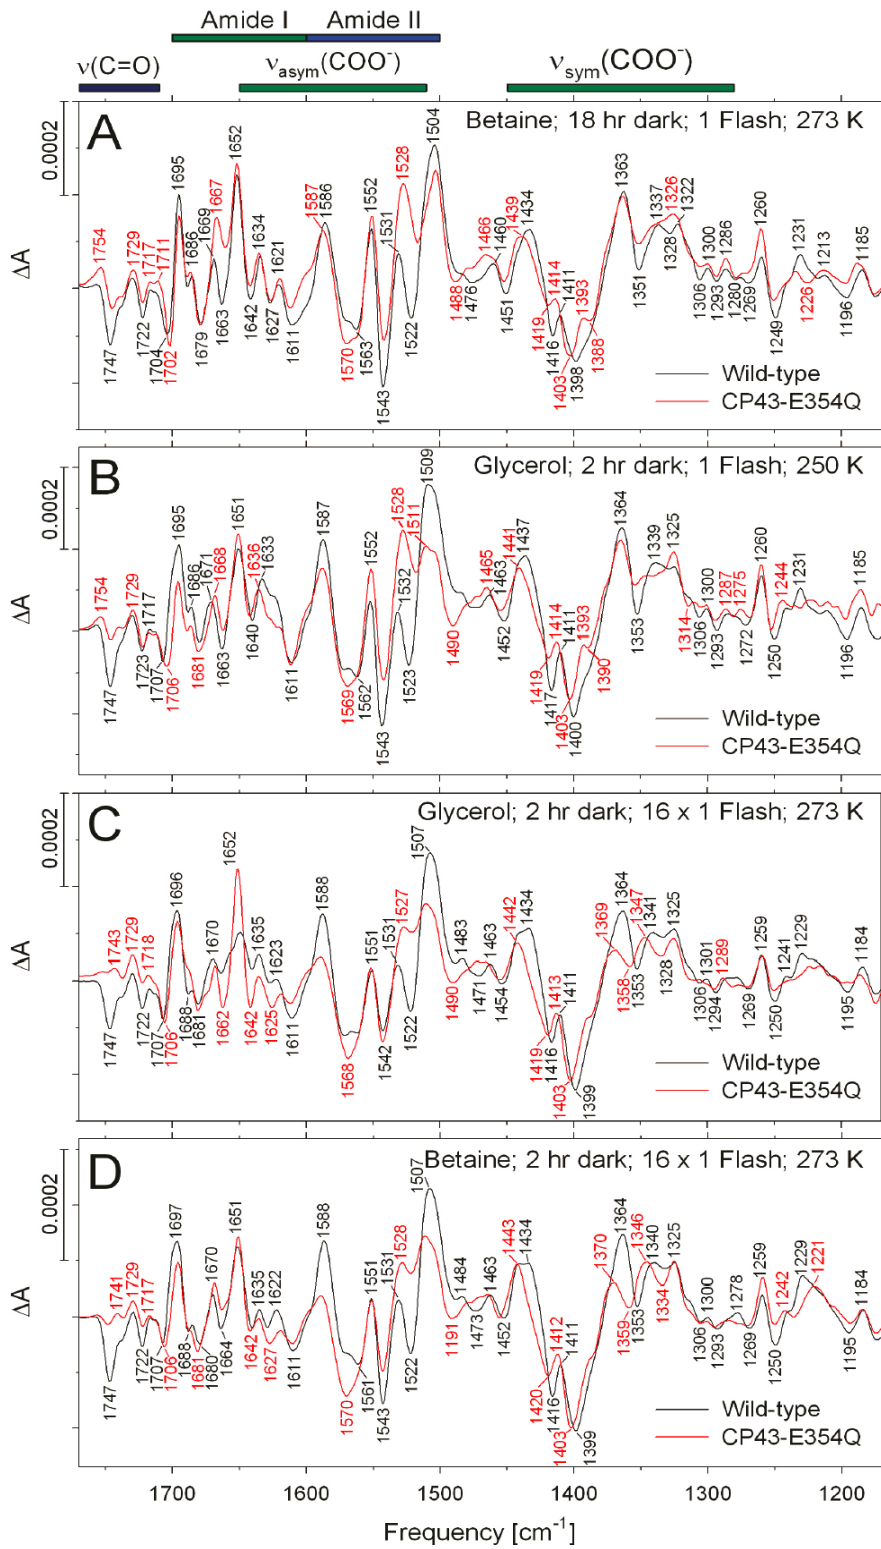 Amide I Amide II
ν(C=O) νasym(COO⁻) νsym(COO⁻)
A Betaine; 18 hr dark; 1 Flash; 273 K
0.0002
ΔA
1754 1747 1729 1722 1717 1711 1704 1702 1695 1686 1679 1669 1667 1663 1652 1642 1634 1627 1621 1611 1587 1586 1570 1563 1552 1543 1531 1528 1522 1504 1488 1476 1466 1460 1451 1439 1434 1419 1416 1414 1411 1403 1398 1393 1388 1363 1351 1337 1328 1326 1322 1306 1300 1293 1286 1280 1269 1260 1249 1231 1226 1213 1196 1185
Wild-type
CP43-E354Q
B Glycerol; 2 hr dark; 1 Flash; 250 K
0.0002
ΔA
1754 1747 1729 1723 1717 1707 1706 1695 1686 1681 1671 1668 1663 1651 1640 1636 1633 1611 1587 1569 1562 1552 1543 1532 1528 1523 1511 1509 1490 1465 1463 1452 1441 1437 1419 1417 1414 1411 1403 1400 1393 1390 1364 1353 1339 1325 1314 1306 1300 1293 1287 1275 1272 1260 1250 1244 1231 1196 1185
Wild-type
CP43-E354Q
C Glycerol; 2 hr dark; 16 x 1 Flash; 273 K
0.0002
ΔA
1747 1743 1729 1722 1718 1707 1706 1696 1688 1681 1670 1662 1652 1642 1635 1625 1623 1611 1588 1568 1551 1542 1531 1527 1522 1507 1490 1483 1471 1463 1454 1442 1434 1419 1416 1413 1411 1403 1399 1369 1364 1358 1353 1347 1341 1328 1325 1306 1301 1294 1289 1269 1259 1250 1241 1229 1195 1184
Wild-type
CP43-E354Q
D Betaine; 2 hr dark; 16 x 1 Flash; 273 K
0.0002
ΔA
1747 1741 1729 1722 1717 1707 1706 1697 1688 1681 1680 1670 1664 1651 1642 1635 1627 1622 1611 1588 1570 1561 1551 1543 1531 1528 1522 1507 1191 1484 1473 1463 1452 1443 1434 1420 1416 1412 1411 1403 1399 1370 1364 1359 1353 1346 1340 1334 1325 1306 1300 1293 1278 1269 1259 1250 1242 1229 1221 1195 1184
Wild-type
CP43-E354Q
1700 1600 1500 1400 1300 1200
Frequency [cm⁻¹]